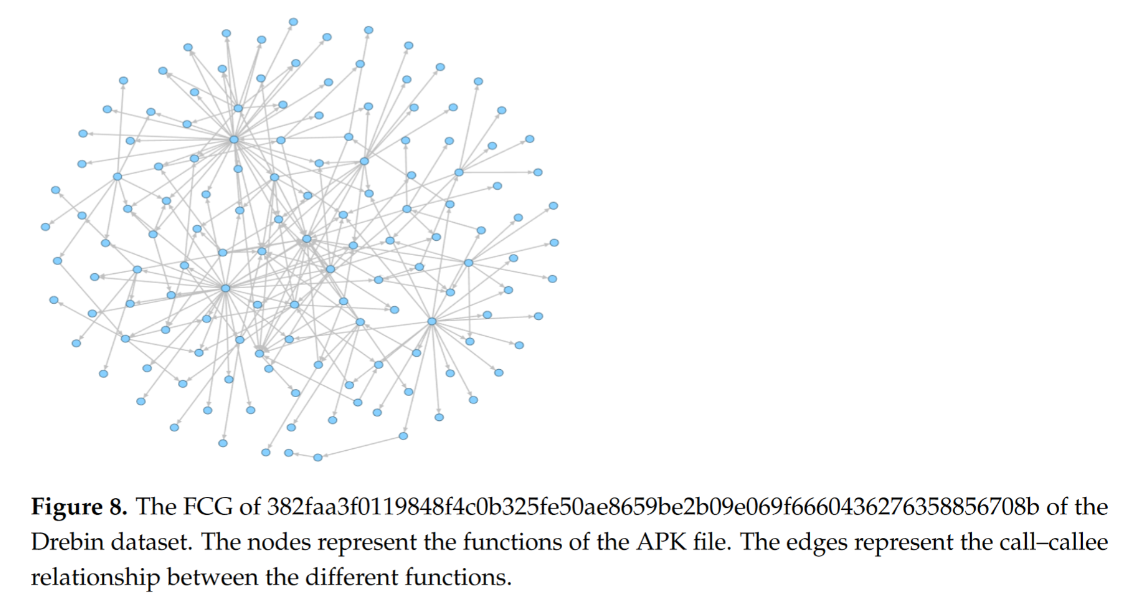 Figure 8. The FCG of 382faa3f0119848f4c0b325fe50ae8659be2b09e069f6660436276358856708b of the
Drebin dataset. The nodes represent the functions of the APK file. The edges represent the call–callee
relationship between the different functions.